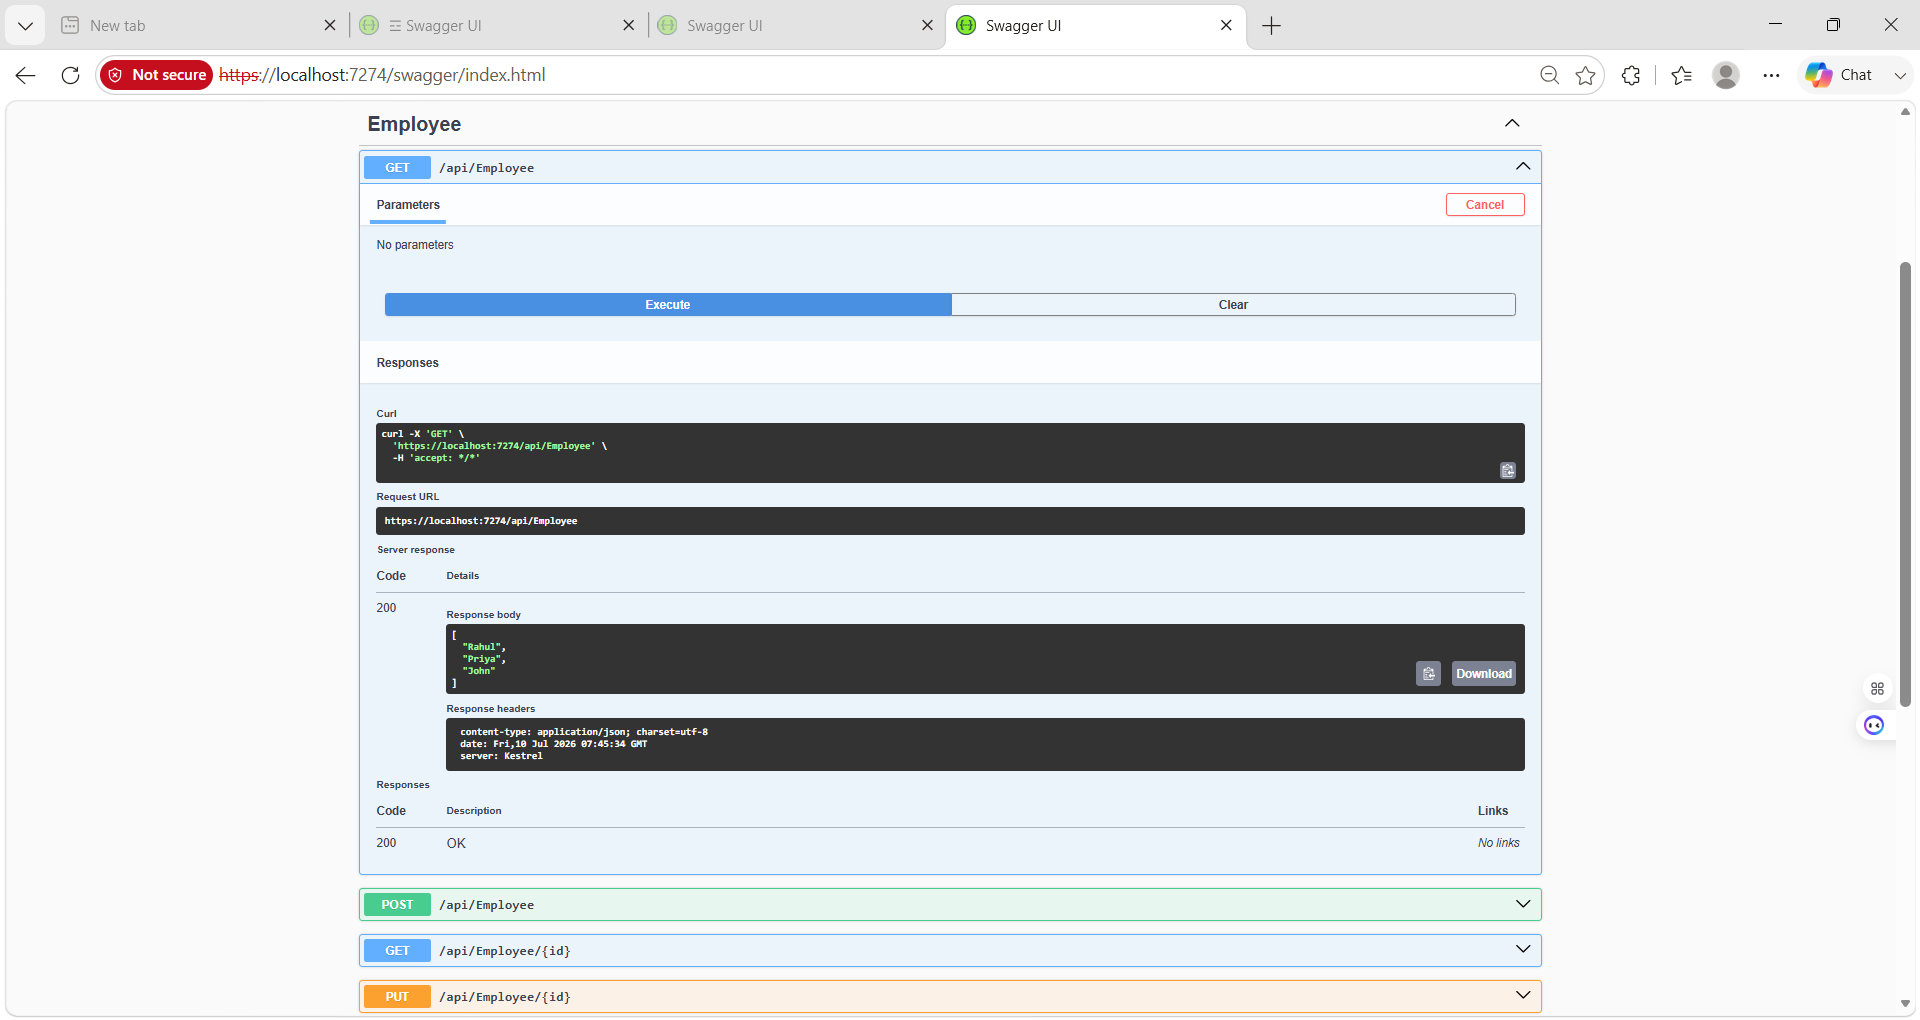 New tab
Swagger UI
Swagger UI
Swagger UI
Not secure https://localhost:7274/swagger/index.html
Chat
Employee
GET /api/Employee
Parameters
Cancel
No parameters
Execute
Clear
Responses
Curl
curl -X 'GET' \
'https://localhost:7274/api/Employee' \
-H 'accept: */*'
Request URL
https://localhost:7274/api/Employee
Server response
Code Details
200
Response body
[
"Rahul",
"Priya",
"John"
]
Download
Response headers
content-type: application/json; charset=utf-8
date: Fri,10 Jul 2026 07:45:34 GMT
server: Kestrel
Responses
Code Description Links
200 OK No links
POST /api/Employee
GET /api/Employee/{id}
PUT /api/Employee/{id}